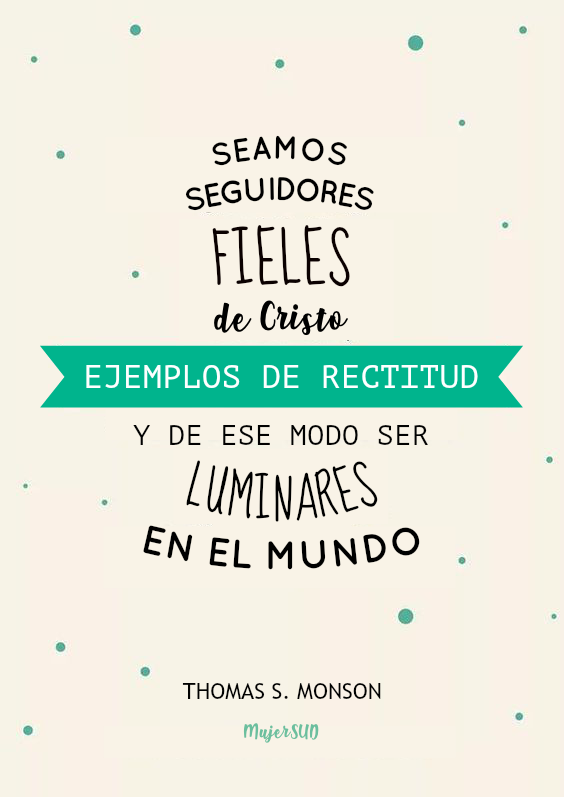 SEAMOS
SEGUIDORES
FIELES
de Cristo
EJEMPLOS DE RECTITUD
Y DE ESE MODO SER
LUMINARES
EN EL MUNDO
THOMAS S. MONSON
MujerSUD